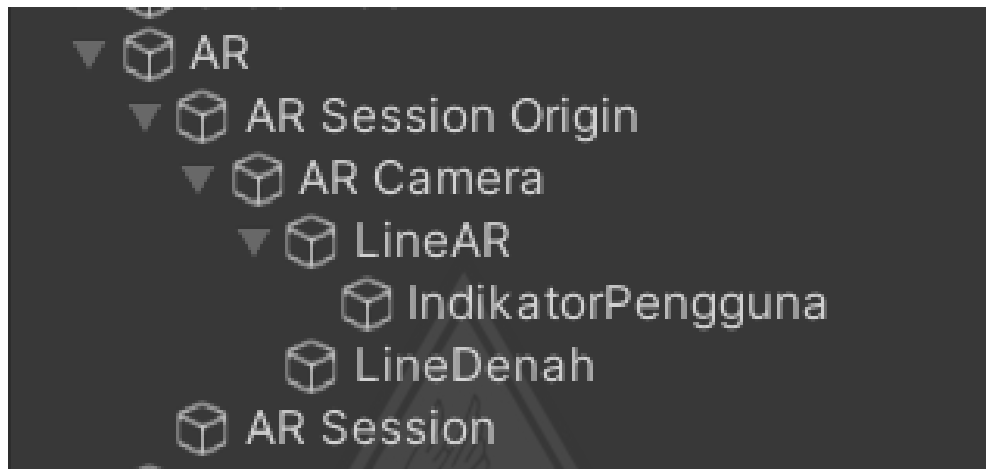 AR
AR Session Origin
AR Camera
LineAR
IndikatorPengguna
LineDenah
AR Session